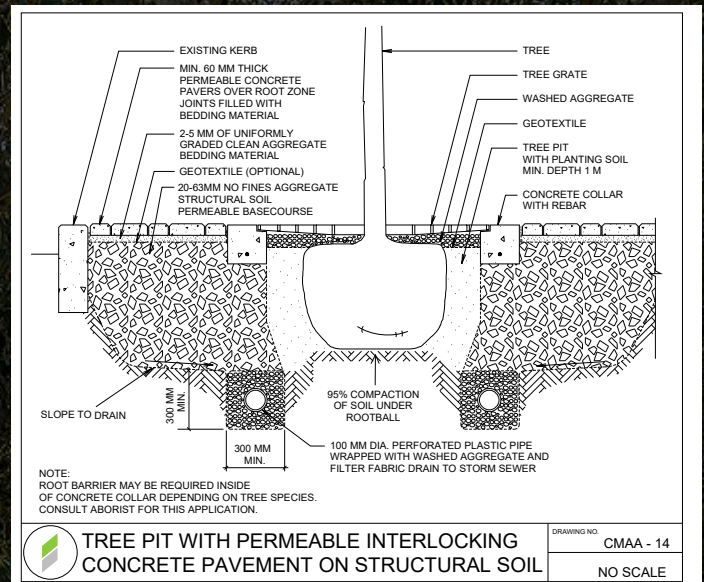 EXISTING KERB
MIN. 60 MM THICK
PERMEABLE CONCRETE
PAVERS OVER ROOT ZONE
JOINTS FILLED WITH
BEDDING MATERIAL
2-5 MM OF UNIFORMLY
GRADED CLEAN AGGREGATE
BEDDING MATERIAL
GEOTEXTILE (OPTIONAL)
20-63MM NO FINES AGGREGATE
STRUCTURAL SOIL
PERMEABLE BASECOURSE
TREE
TREE GRATE
WASHED AGGREGATE
GEOTEXTILE
TREE PIT
WITH PLANTING SOIL
MIN. DEPTH 1 M
CONCRETE COLLAR
WITH REBAR
SLOPE TO DRAIN
300 MM
MIN.
300 MM
MIN.
95% COMPACTION
OF SOIL UNDER
ROOTBALL
100 MM DIA. PERFORATED PLASTIC PIPE
WRAPPED WITH WASHED AGGREGATE AND
FILTER FABRIC DRAIN TO STORM SEWER
NOTE:
ROOT BARRIER MAY BE REQUIRED INSIDE
OF CONCRETE COLLAR DEPENDING ON TREE SPECIES.
CONSULT ABORIST FOR THIS APPLICATION.
TREE PIT WITH PERMEABLE INTERLOCKING
CONCRETE PAVEMENT ON STRUCTURAL SOIL
DRAWING NO.
CMAA - 14
NO SCALE